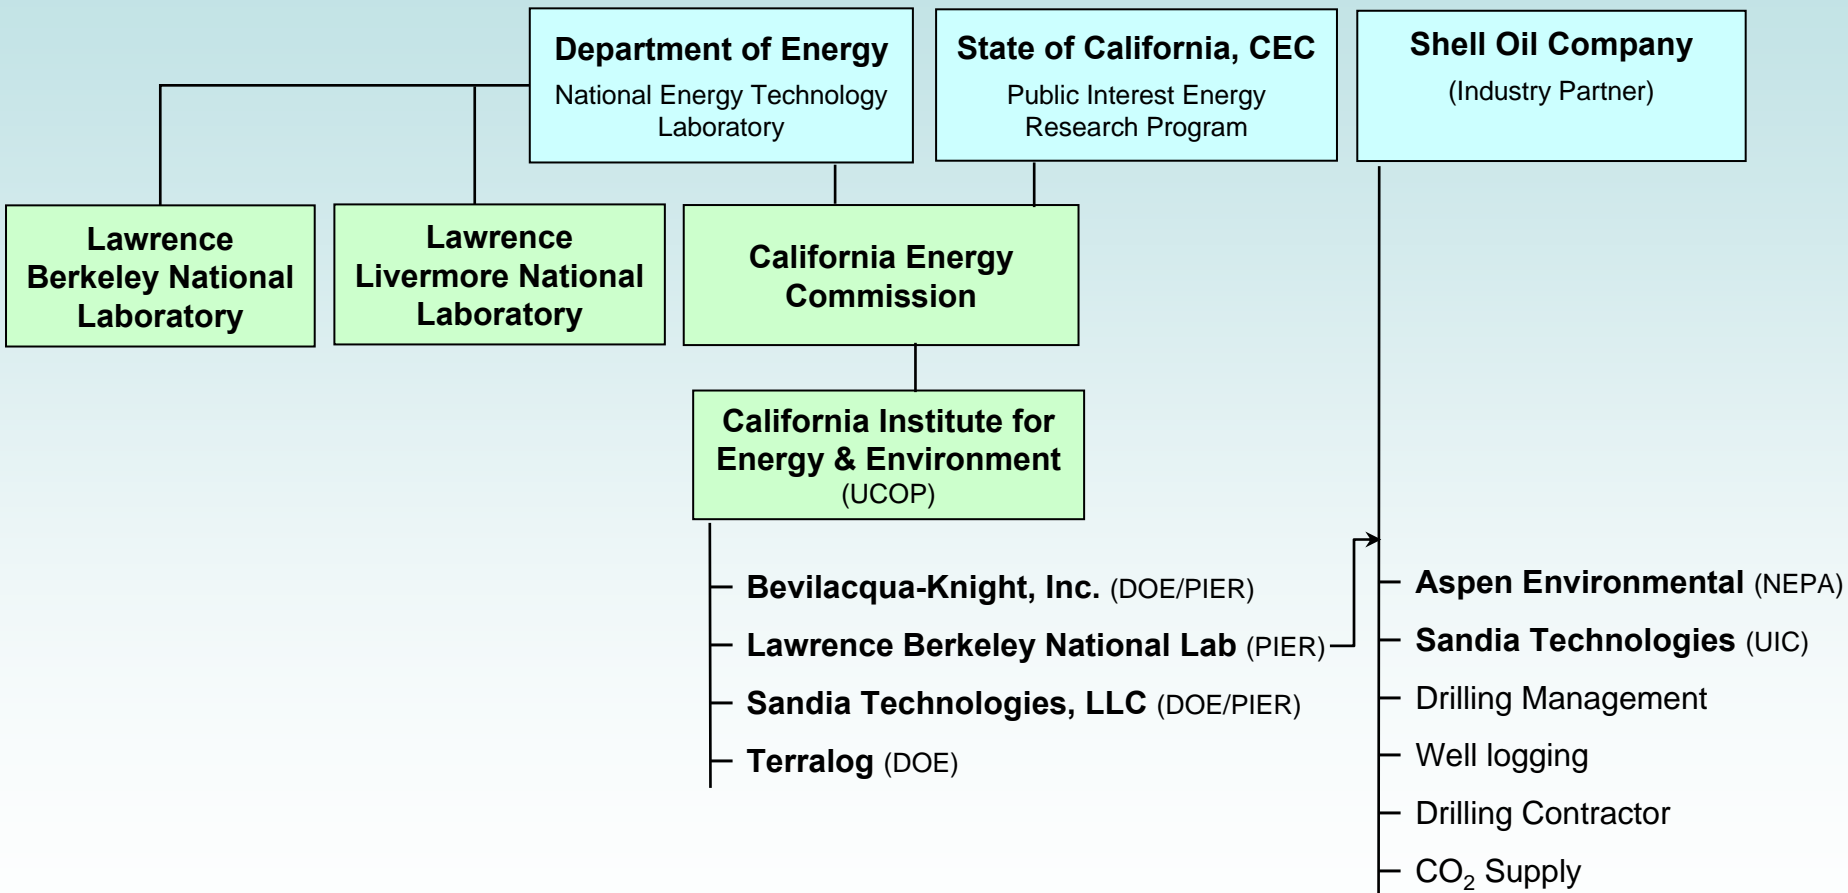 Department of Energy
National Energy Technology
Laboratory
State of California, CEC
Public Interest Energy
Research Program
Shell Oil Company
(Industry Partner)
Lawrence
Berkeley National
Laboratory
Lawrence
Livermore National
Laboratory
California Energy
Commission
California Institute for
Energy & Environment
(UCOP)
Bevilacqua-Knight, Inc. (DOE/PIER)
Lawrence Berkeley National Lab (PIER)
Sandia Technologies, LLC (DOE/PIER)
Terralog (DOE)
Aspen Environmental (NEPA)
Sandia Technologies (UIC)
Drilling Management
Well logging
Drilling Contractor
CO₂ Supply